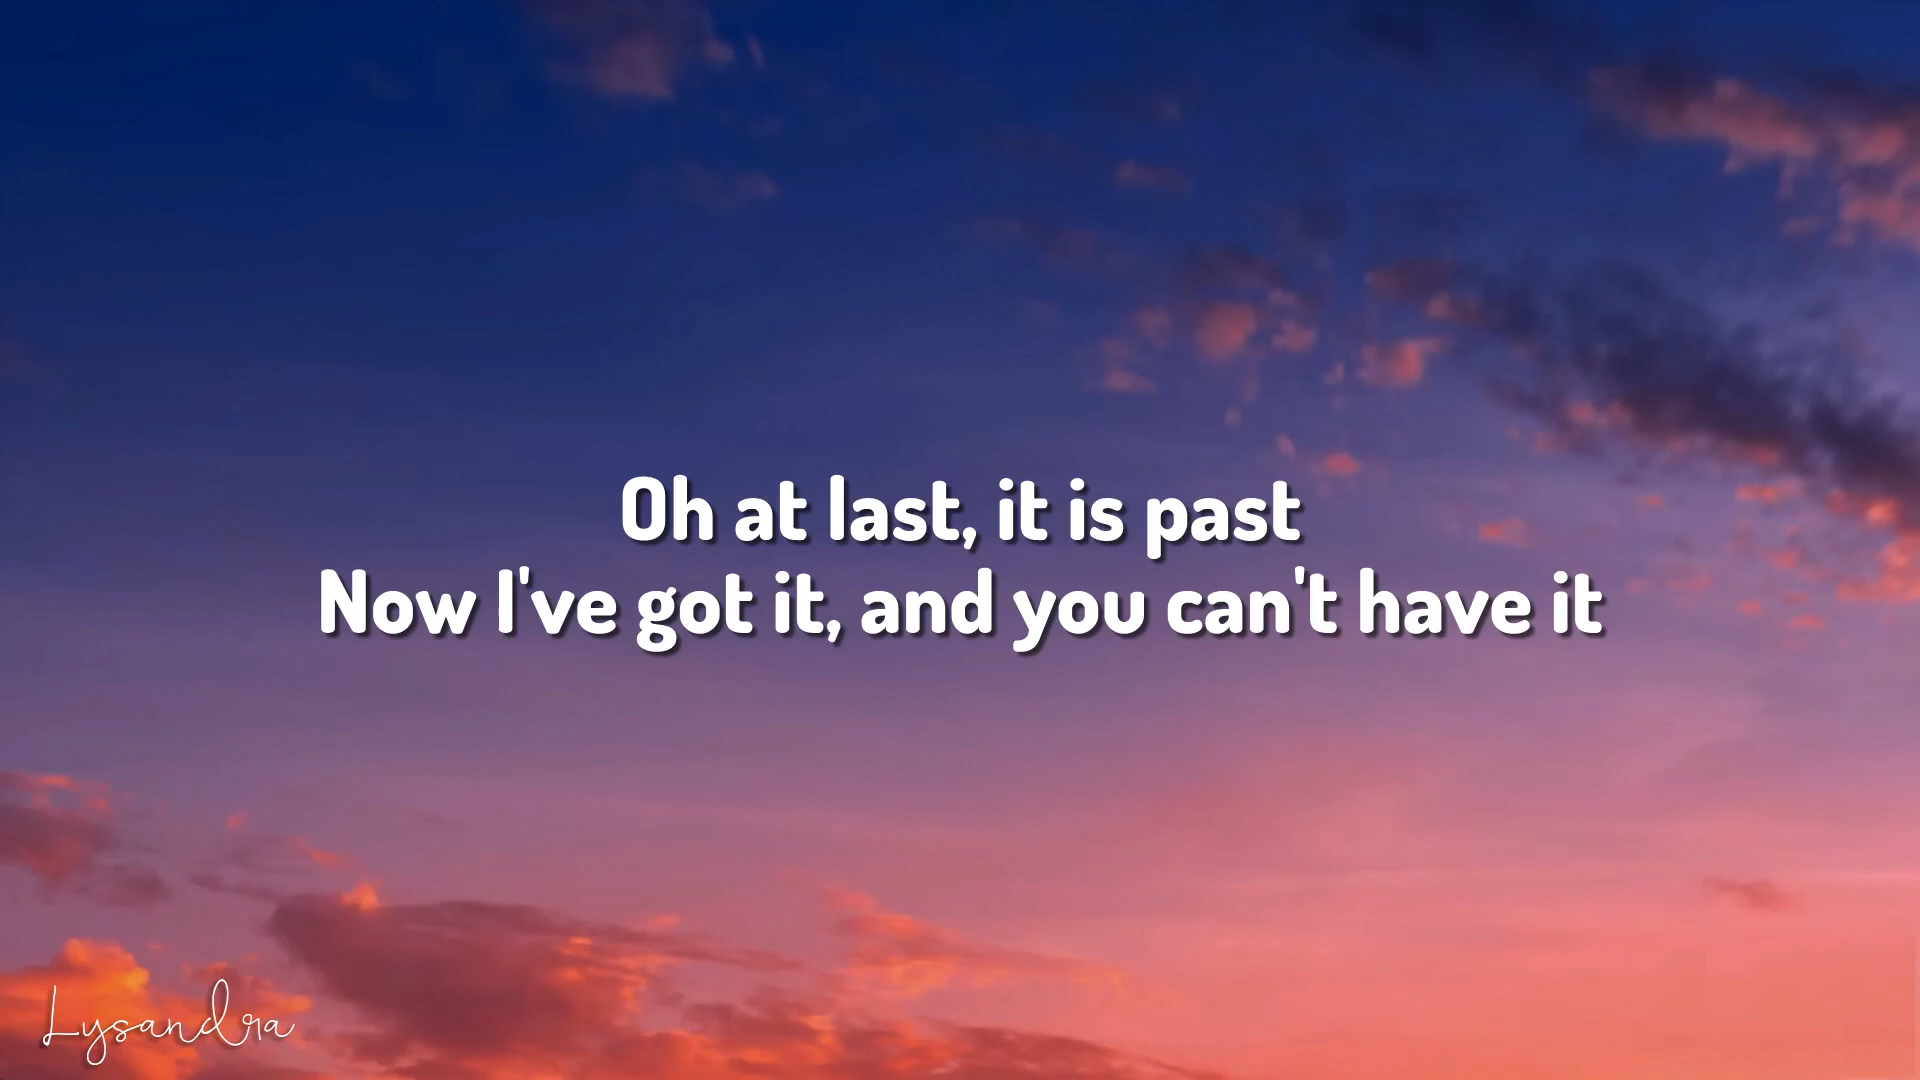 Oh at last, it is past
Now I've got it, and you can't have it
Lysandra